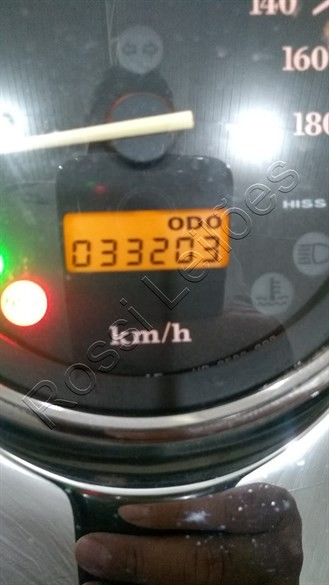 140
160
180
HISS
ODO
033203
km/h
Rossi Leilões